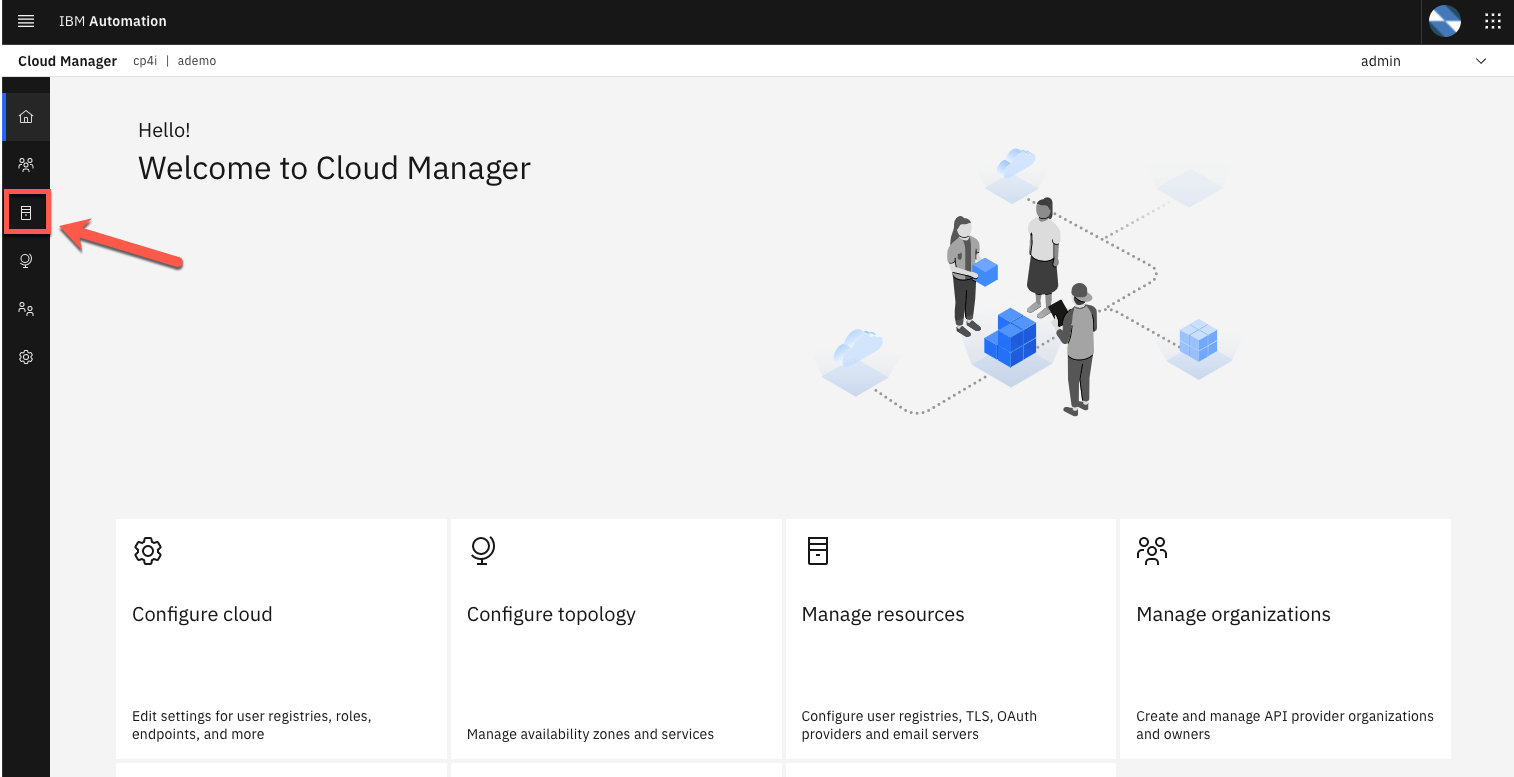 IBM Automation
Cloud Manager cp4i | ademo
admin
Hello!
Welcome to Cloud Manager
Configure cloud
Edit settings for user registries, roles,
endpoints, and more
Configure topology
Manage availability zones and services
Manage resources
Configure user registries, TLS, OAuth
providers and email servers
Manage organizations
Create and manage API provider organizations
and owners